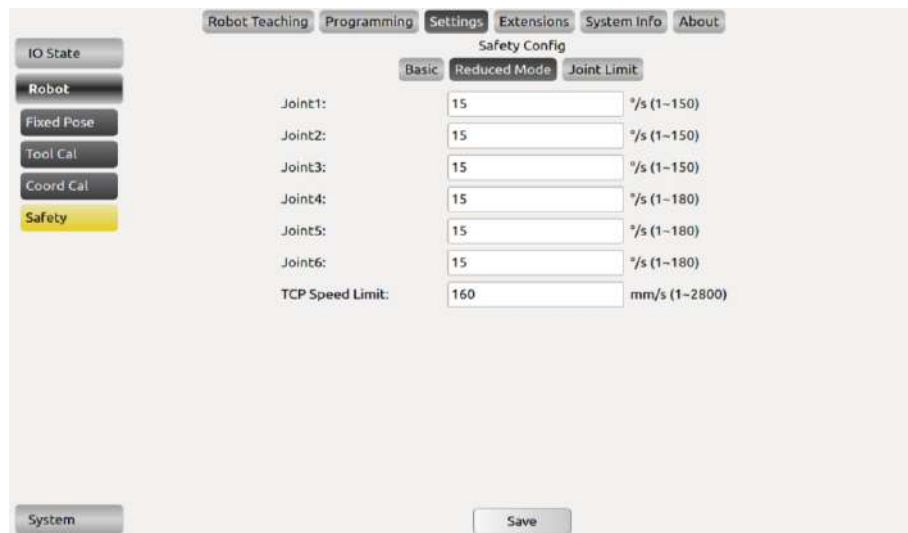 Robot Teaching Programming Settings Extensions System Info About
IO State
Robot
Fixed Pose
Tool Cal
Coord Cal
Safety
System
Safety Config
Basic Reduced Mode Joint Limit
Joint1: 15 °/s (1~150)
Joint2: 15 °/s (1~150)
Joint3: 15 °/s (1~150)
Joint4: 15 °/s (1~180)
Joint5: 15 °/s (1~180)
Joint6: 15 °/s (1~180)
TCP Speed Limit: 160 mm/s (1~2800)
Save